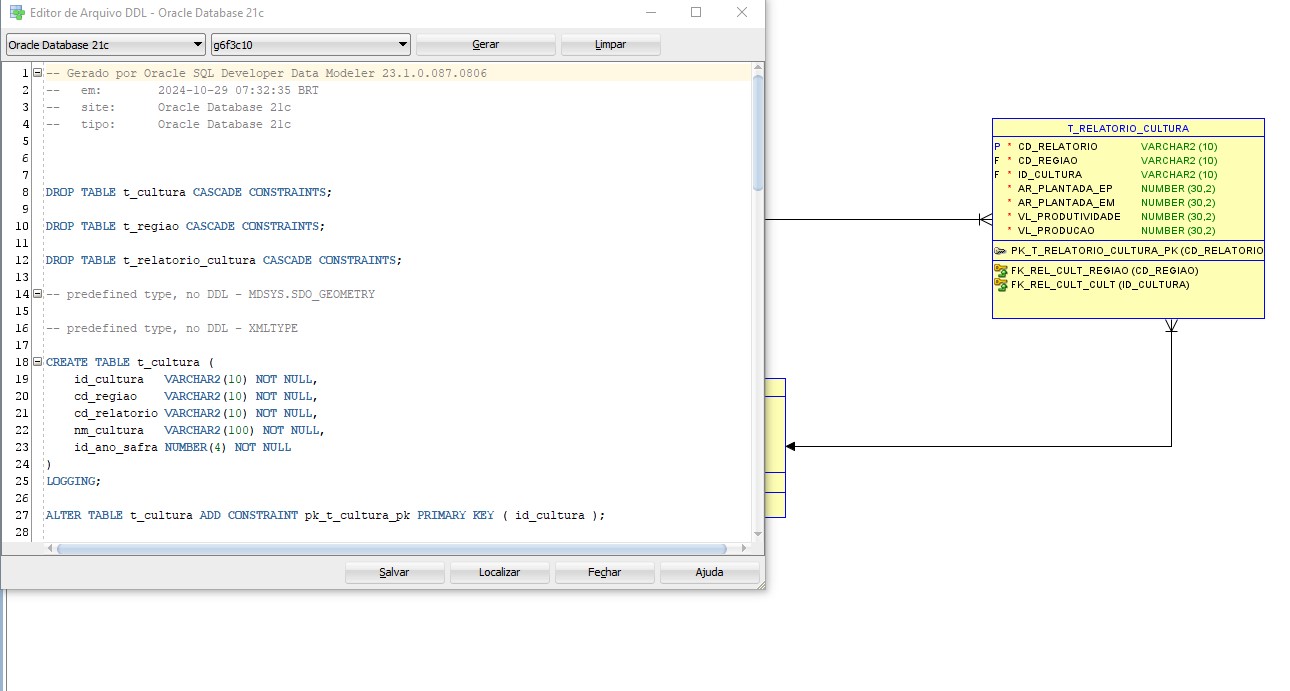 Editor de Arquivo DDL - Oracle Database 21c
Oracle Database 21c
g6f3c10
Gerar
Limpar
1 -- Gerado por Oracle SQL Developer Data Modeler 23.1.0.087.0806
2 --   em:        2024-10-29 07:32:35 BRT
3 --   site:      Oracle Database 21c
4 --   tipo:      Oracle Database 21c
5
6
7
8 DROP TABLE t_cultura CASCADE CONSTRAINTS;
9
10 DROP TABLE t_regiao CASCADE CONSTRAINTS;
11
12 DROP TABLE t_relatorio_cultura CASCADE CONSTRAINTS;
13
14 -- predefined type, no DDL - MDSYS.SDO_GEOMETRY
15
16 -- predefined type, no DDL - XMLTYPE
17
18 CREATE TABLE t_cultura (
19     id_cultura   VARCHAR2(10) NOT NULL,
20     cd_regiao    VARCHAR2(10) NOT NULL,
21     cd_relatorio VARCHAR2(10) NOT NULL,
22     nm_cultura   VARCHAR2(100) NOT NULL,
23     id_ano_safra NUMBER(4) NOT NULL
24 )
25 LOGGING;
26
27 ALTER TABLE t_cultura ADD CONSTRAINT pk_t_cultura_pk PRIMARY KEY ( id_cultura );
28
Salvar
Localizar
Fechar
Ajuda
T_RELATORIO_CULTURA
P * CD_RELATORIO VARCHAR2 (10)
F * CD_REGIAO VARCHAR2 (10)
F * ID_CULTURA VARCHAR2 (10)
* AR_PLANTADA_EP NUMBER (30,2)
* AR_PLANTADA_EM NUMBER (30,2)
* VL_PRODUTIVIDADE NUMBER (30,2)
* VL_PRODUCAO NUMBER (30,2)
PK_T_RELATORIO_CULTURA_PK (CD_RELATORIO
FK_REL_CULT_REGIAO (CD_REGIAO)
FK_REL_CULT_CULT (ID_CULTURA)